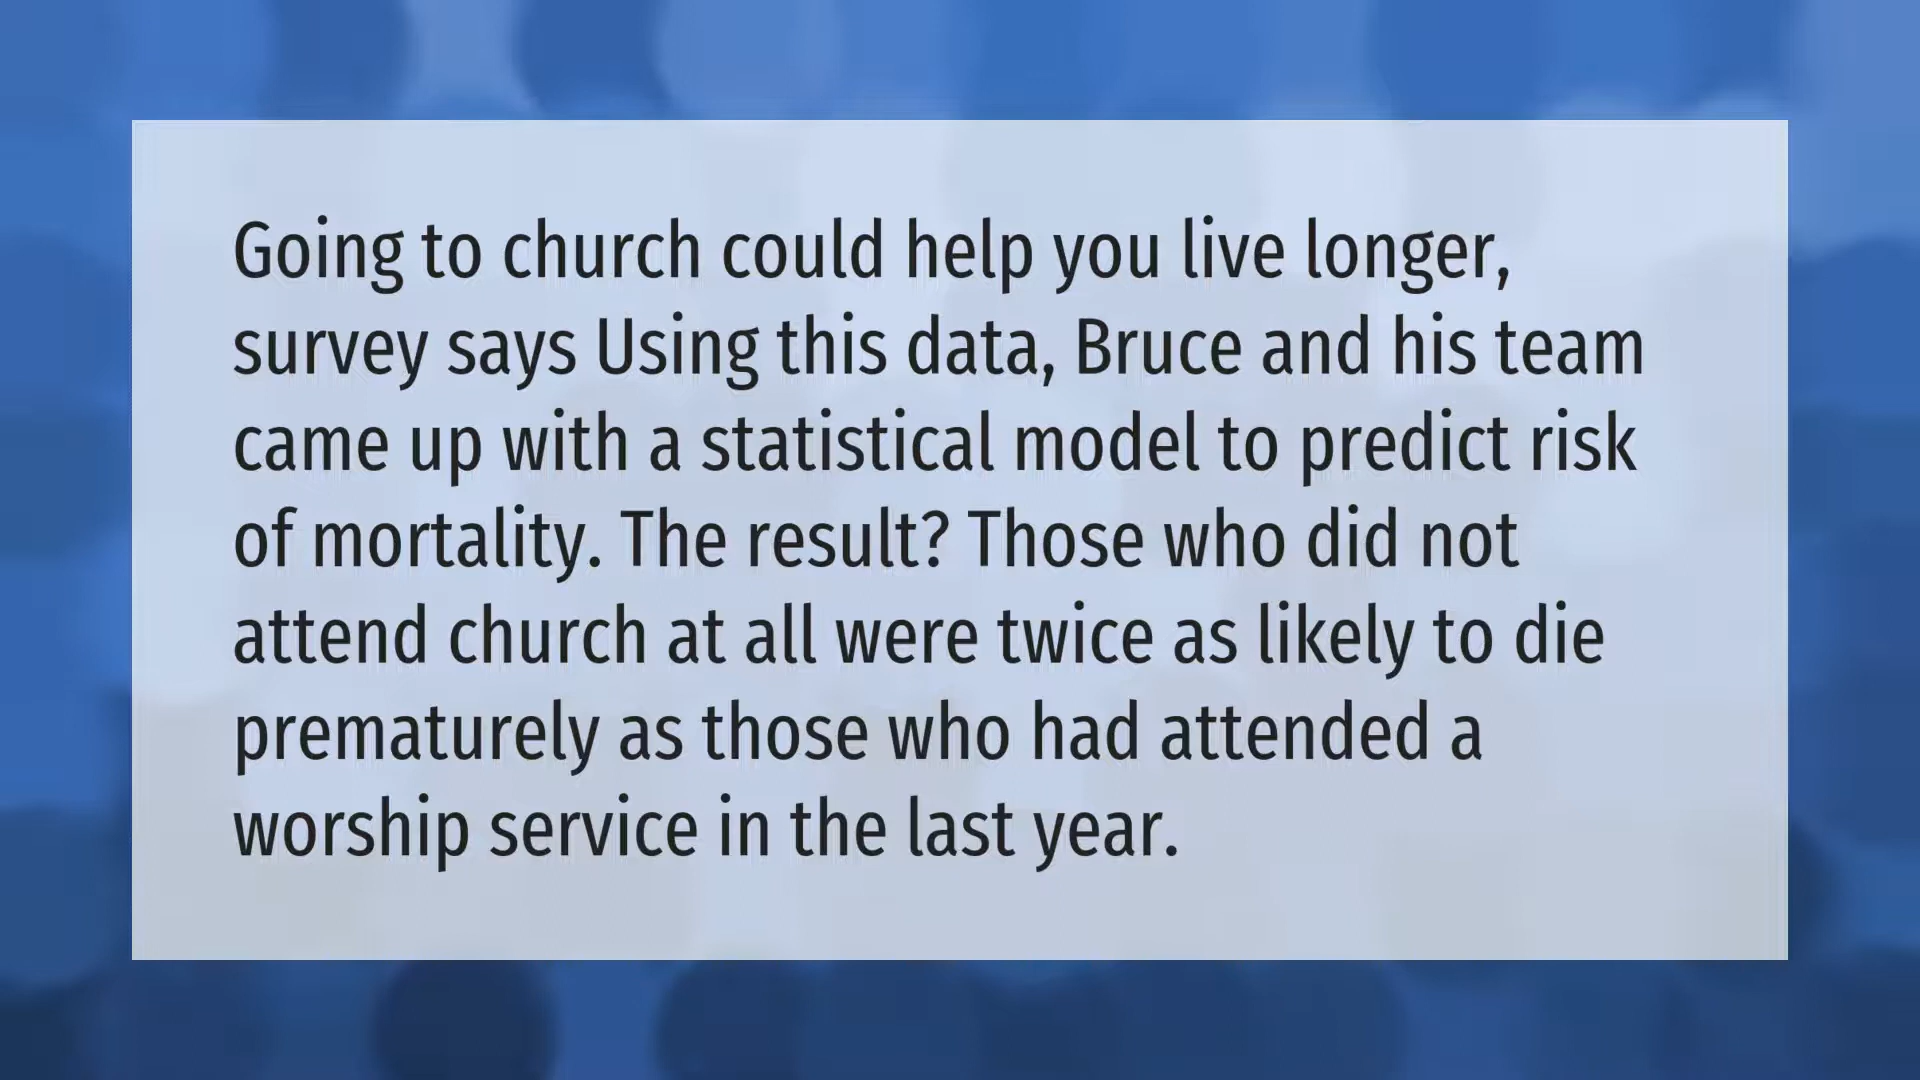 Going to church could help you live longer,
survey says Using this data, Bruce and his team
came up with a statistical model to predict risk
of mortality. The result? Those who did not
attend church at all were twice as likely to die
prematurely as those who had attended a
worship service in the last year.